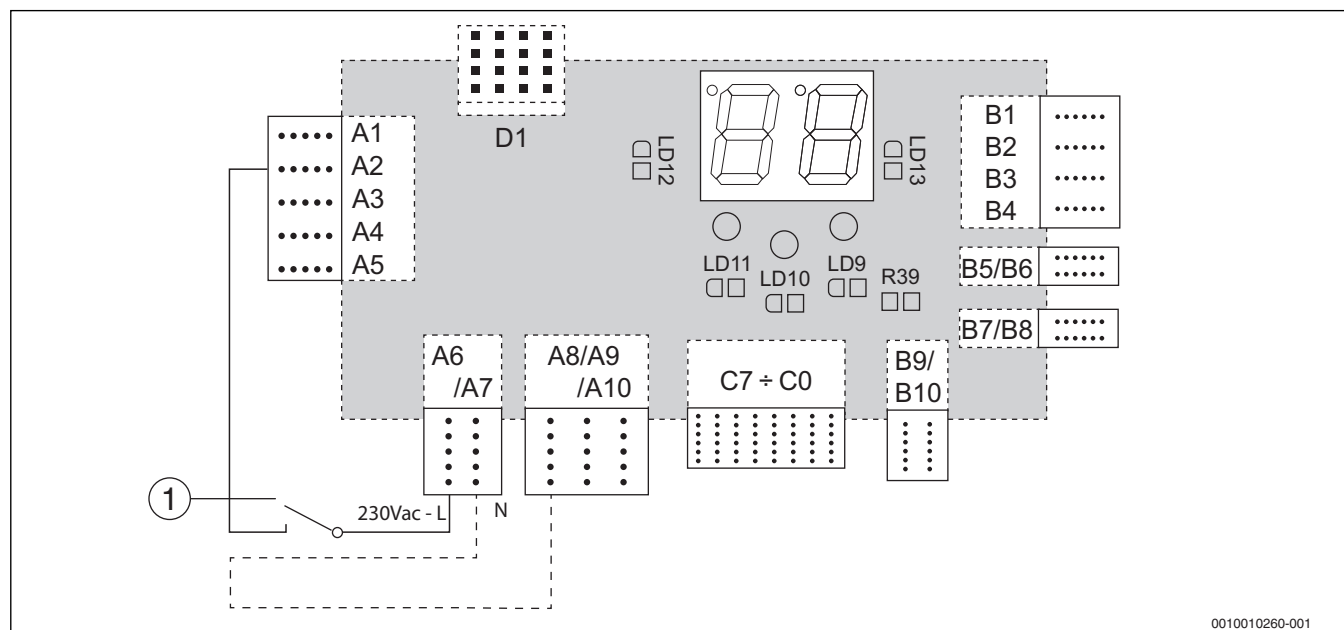 D1
A1
A2
A3
A4
A5
LD12
LD13
B1
B2
B3
B4
LD11
LD10
LD9
R39
B5/B6
B7/B8
A6
/A7
A8/A9
/A10
C7 ÷ C0
B9/
B10
1
230Vac - L
N
0010010260-001